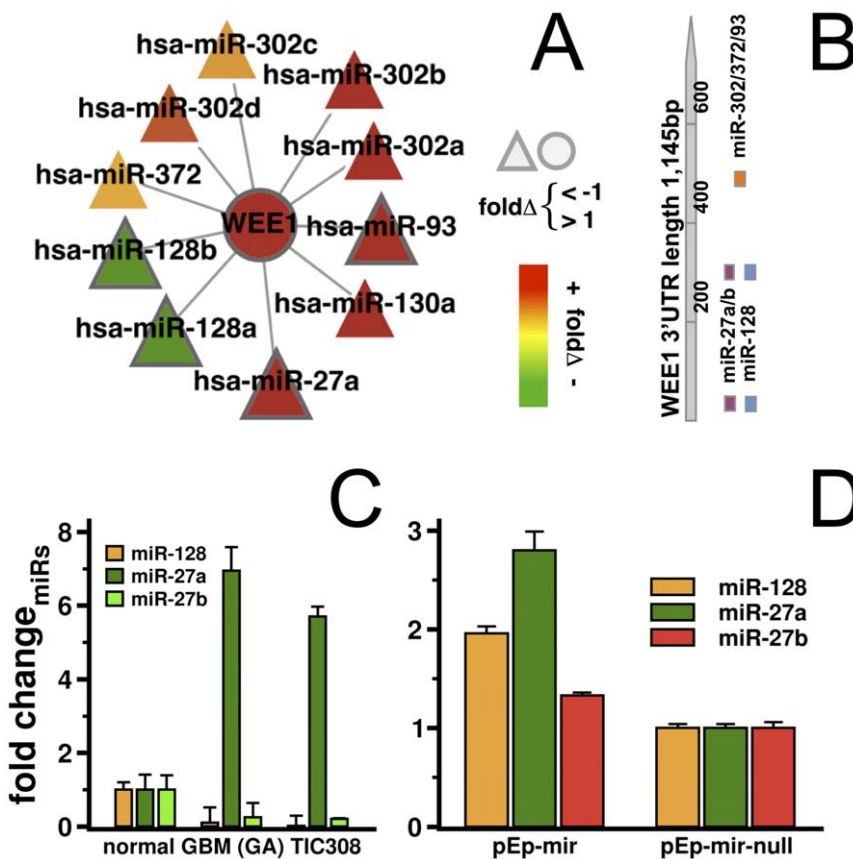 A
hsa-miR-302c
hsa-miR-302b
hsa-miR-302d
hsa-miR-302a
hsa-miR-372
WEE1
hsa-miR-93
hsa-miR-128b
hsa-miR-130a
hsa-miR-128a
hsa-miR-27a
foldΔ { < -1
> 1
+ foldΔ -
B
WEE1 3'UTR length 1,145bp
600
400
200
miR-302/372/93
miR-27a/b
miR-128
C
fold change miRs
8
6
4
2
0
miR-128
miR-27a
miR-27b
normal GBM (GA) TIC308
D
3
2
1
0
miR-128
miR-27a
miR-27b
pEp-mir pEp-mir-null